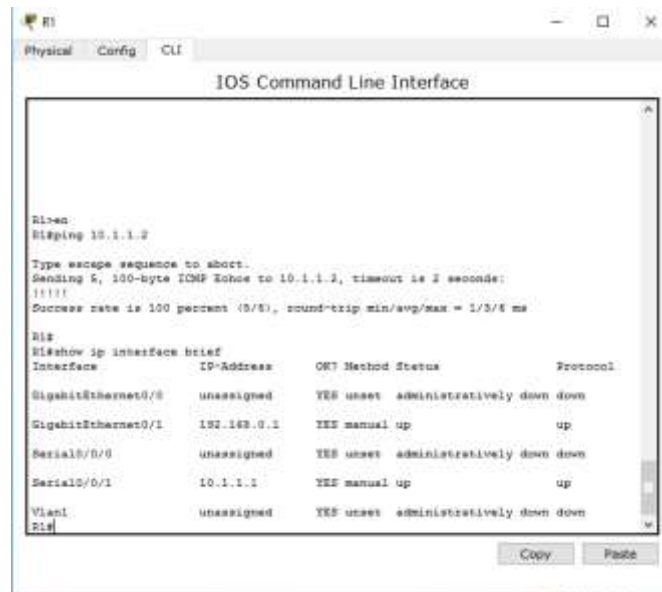 R1
Physical Config CLI
IOS Command Line Interface
R1>en
R1#ping 10.1.1.2
Type escape sequence to abort.
Sending 5, 100-byte ICMP Echos to 10.1.1.2, timeout is 2 seconds:
!!!!!
Success rate is 100 percent (5/5), round-trip min/avg/max = 1/3/6 ms
R1#
R1#show ip interface brief
Interface IP-Address OK? Method Status Protocol
GigabitEthernet0/0 unassigned YES unset administratively down down
GigabitEthernet0/1 192.168.0.1 YES manual up up
Serial0/0/0 unassigned YES unset administratively down down
Serial0/0/1 10.1.1.1 YES manual up up
Vlan1 unassigned YES unset administratively down down
R1#
Copy Paste